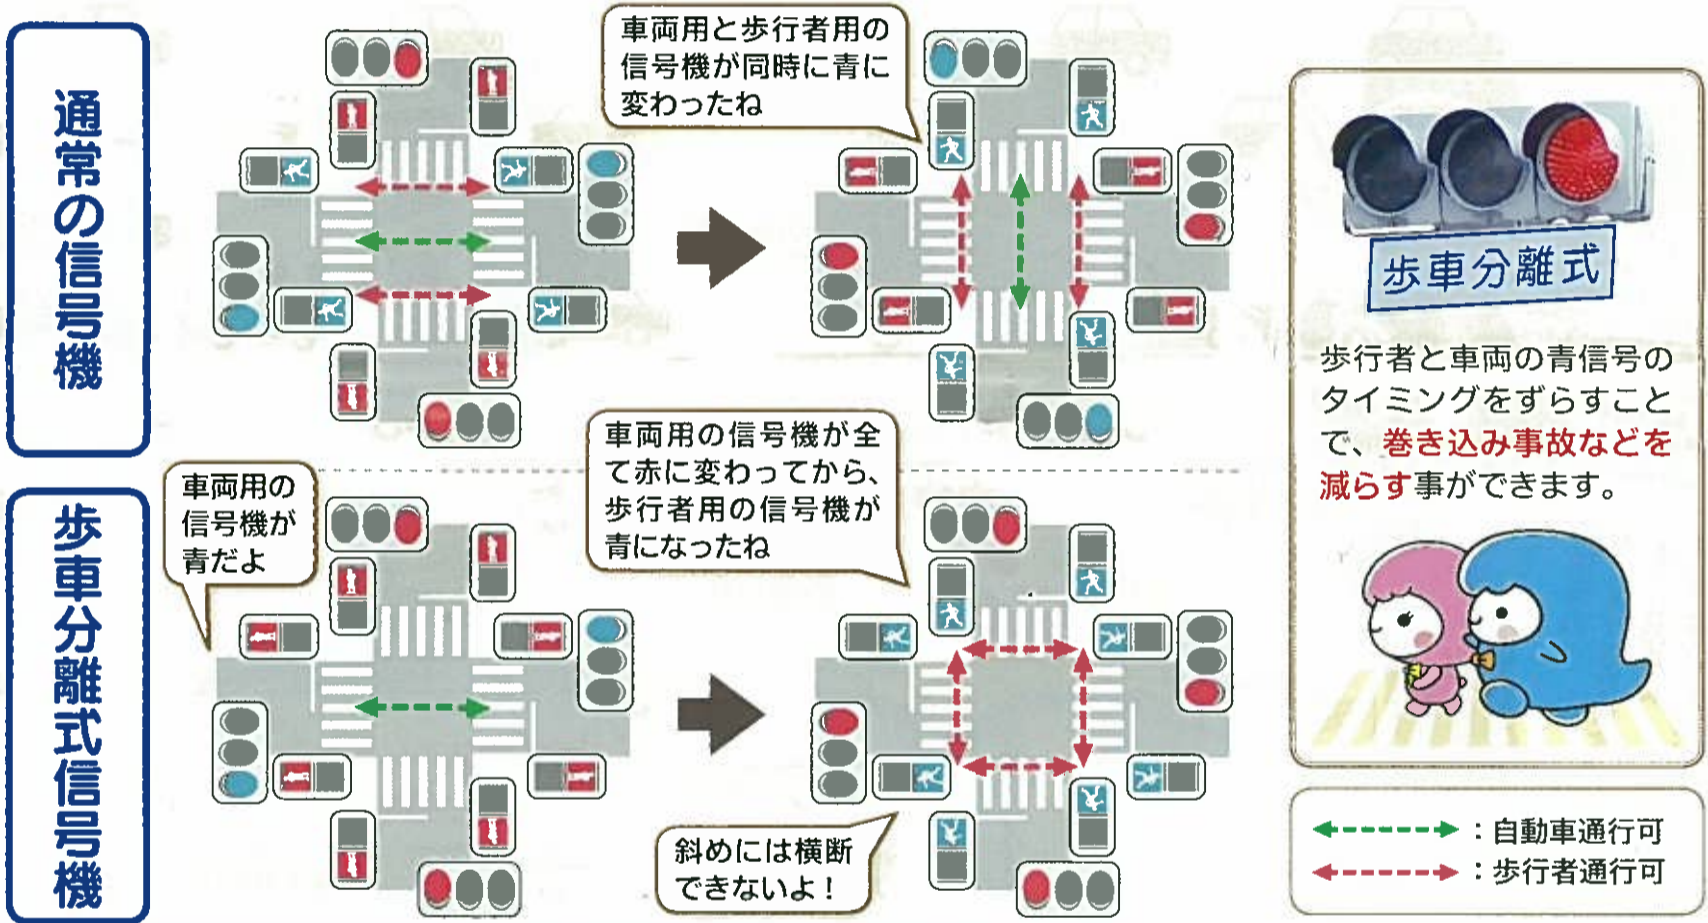 通常の信号機
車両用と歩行者用の
信号機が同時に青に
変わったね
歩車分離式信号機
車両用の
信号機が
青だよ
車両用の信号機が全
て赤に変わってから、
歩行者用の信号機が
青になったね
斜めには横断
できないよ！
歩車分離式
歩行者と車両の青信号の
タイミングをずらすこと
で、巻き込み事故などを
減らす事ができます。
：自動車通行可
：歩行者通行可